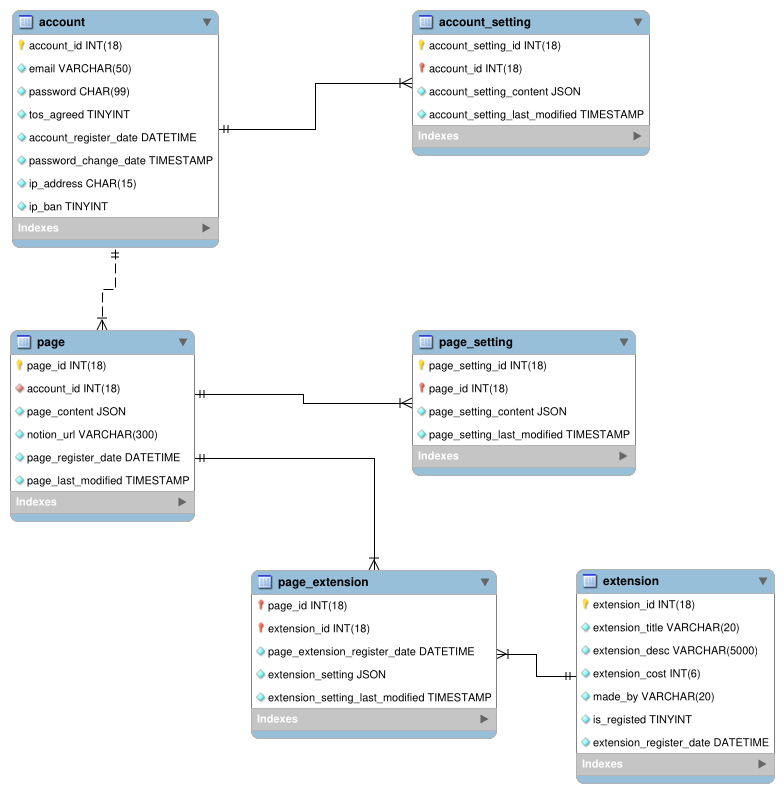 account
account_id INT(18)
email VARCHAR(50)
password CHAR(99)
tos_agreed TINYINT
account_register_date DATETIME
password_change_date TIMESTAMP
ip_address CHAR(15)
ip_ban TINYINT
Indexes
account_setting
account_setting_id INT(18)
account_id INT(18)
account_setting_content JSON
account_setting_last_modified TIMESTAMP
Indexes
page
page_id INT(18)
account_id INT(18)
page_content JSON
notion_url VARCHAR(300)
page_register_date DATETIME
page_last_modified TIMESTAMP
Indexes
page_setting
page_setting_id INT(18)
page_id INT(18)
page_setting_content JSON
page_setting_last_modified TIMESTAMP
Indexes
page_extension
page_id INT(18)
extension_id INT(18)
page_extension_register_date DATETIME
extension_setting JSON
extension_setting_last_modified TIMESTAMP
Indexes
extension
extension_id INT(18)
extension_title VARCHAR(20)
extension_desc VARCHAR(5000)
extension_cost INT(6)
made_by VARCHAR(20)
is_registed TINYINT
extension_register_date DATETIME
Indexes